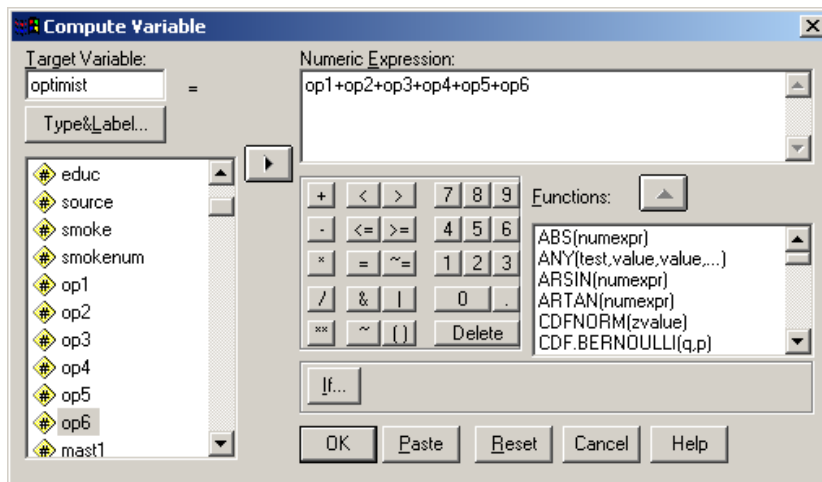 Compute Variable
Target Variable:
optimist
=
Type&Label...
educ
source
smoke
smokenum
op1
op2
op3
op4
op5
op6
mast1
Numeric Expression:
op1+op2+op3+op4+op5+op6
+ < > 7 8 9
- <= >= 4 5 6
* = ~= 1 2 3
/ & | 0 .
** ~ () Delete
Functions:
ABS(numexpr)
ANY(test,value,value,...)
ARSIN(numexpr)
ARTAN(numexpr)
CDFNORM(zvalue)
CDF.BERNOULLI(q,p)
If...
OK Paste Reset Cancel Help